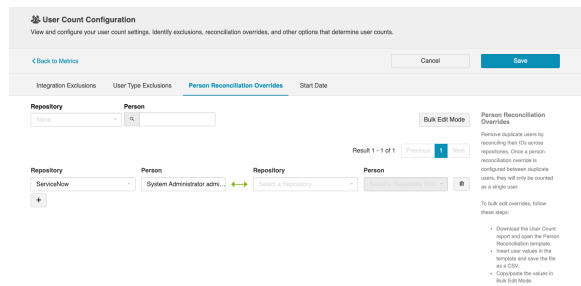 User Count Configuration
View and configure your user count settings. Identify exclusions, reconciliation overrides, and other options that determine user counts.
Back to Metrics
Cancel
Save
Integration Exclusions
User Type Exclusions
Person Reconciliation Overrides
Start Date
Repository
Person
None
Bulk Edit Mode
Result 1 - 1 of 1
Previous
1
Next
Repository
Person
Repository
Person
ServiceNow
System Administrator admi...
Select a Repository
Select a Repository first
+
Person Reconciliation
Overrides
Remove duplicate users by
reconciling their IDs across
repositories. Once a person
reconciliation override is
configured between duplicate
users, they will only be counted
as a single user.
To bulk edit overrides, follow
these steps:
Download the User Count
report and open the Person
Reconciliation template.
Insert user values in the
template and save the file
as a CSV.
Copy/paste the values in
Bulk Edit Mode.